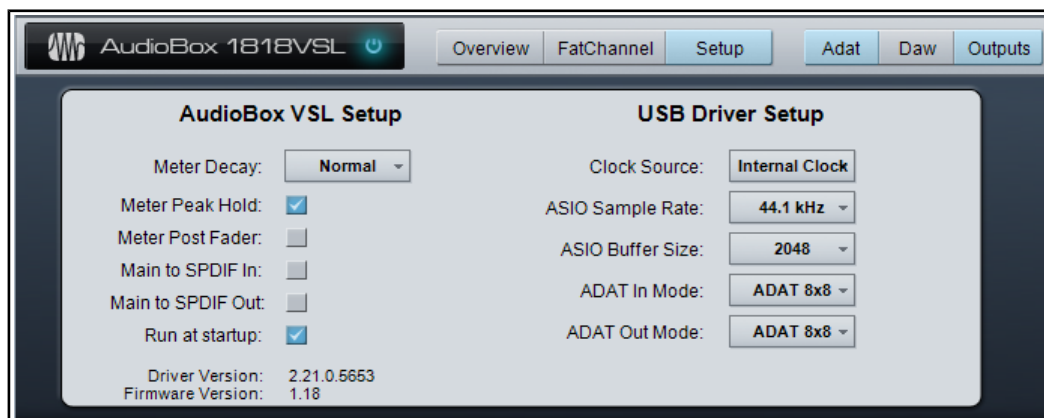 AudioBox 1818VSL
Overview FatChannel Setup Adat Daw Outputs
AudioBox VSL Setup
Meter Decay: Normal
Meter Peak Hold:
Meter Post Fader:
Main to SPDIF In:
Main to SPDIF Out:
Run at startup:
Driver Version: 2.21.0.5653
Firmware Version: 1.18
USB Driver Setup
Clock Source: Internal Clock
ASIO Sample Rate: 44.1 kHz
ASIO Buffer Size: 2048
ADAT In Mode: ADAT 8x8
ADAT Out Mode: ADAT 8x8